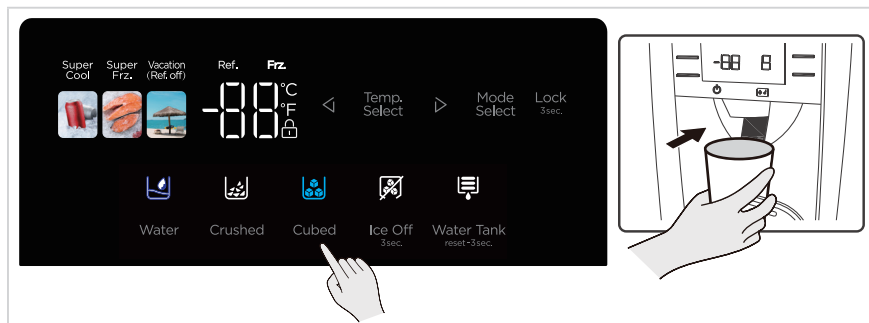 Super Cool
Super Frz.
Vacation (Ref. off)
Ref.
Frz.
-88
°C
°F
Temp. Select
Mode Select
Lock
3sec.
Water
Crushed
Cubed
Ice Off
3sec.
Water Tank
reset-3sec.
-88 8